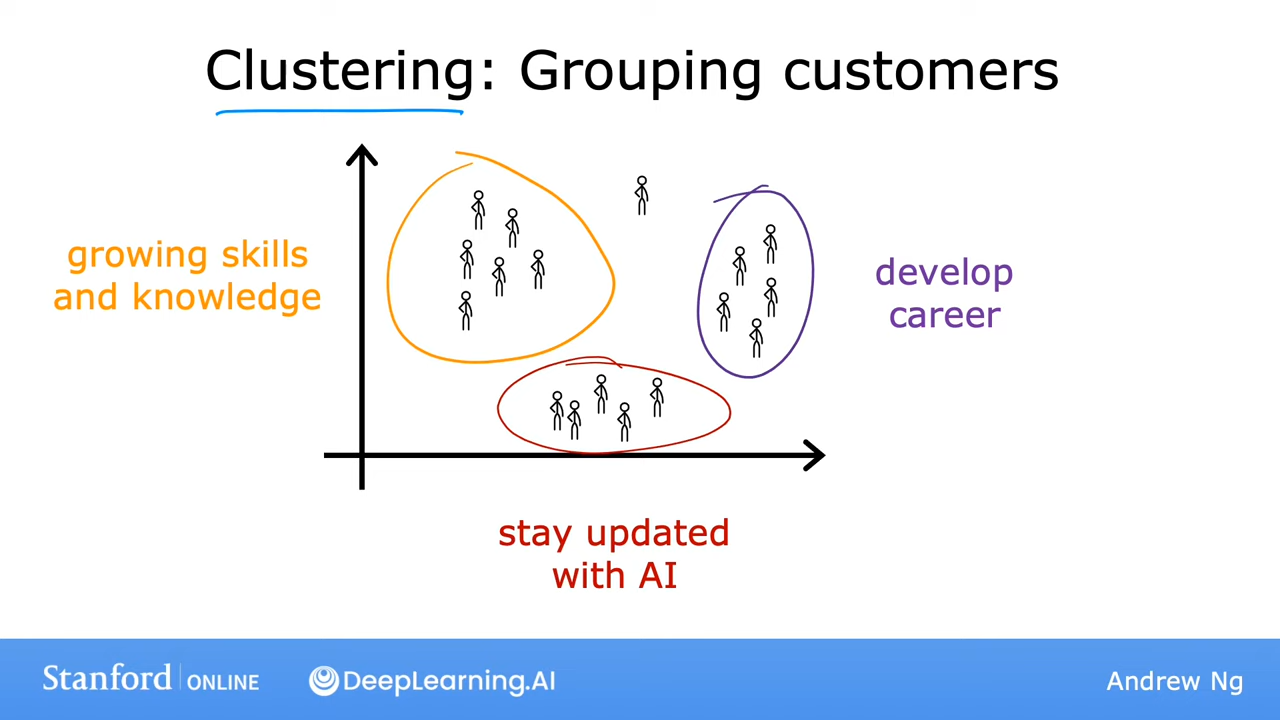 Clustering: Grouping customers
growing skills
and knowledge
develop
career
stay updated
with AI
Stanford | ONLINE
DeepLearning.AI
Andrew Ng